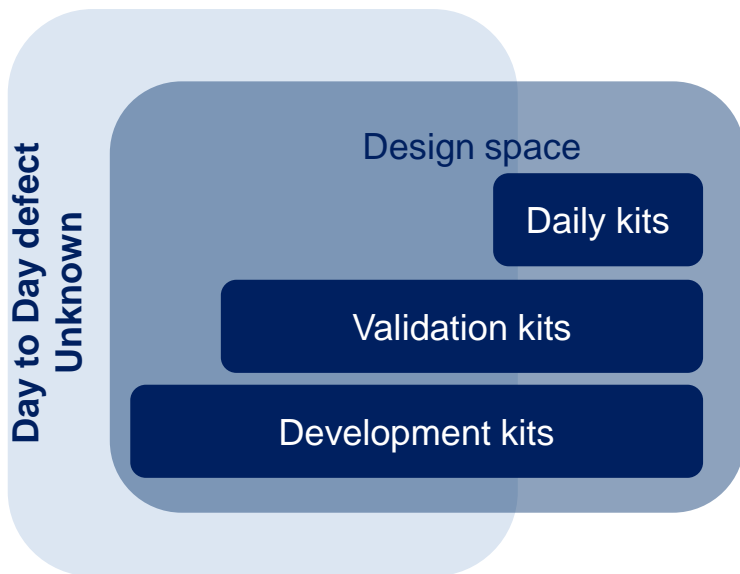 Day to Day defect
Unknown
Design space
Daily kits
Validation kits
Development kits